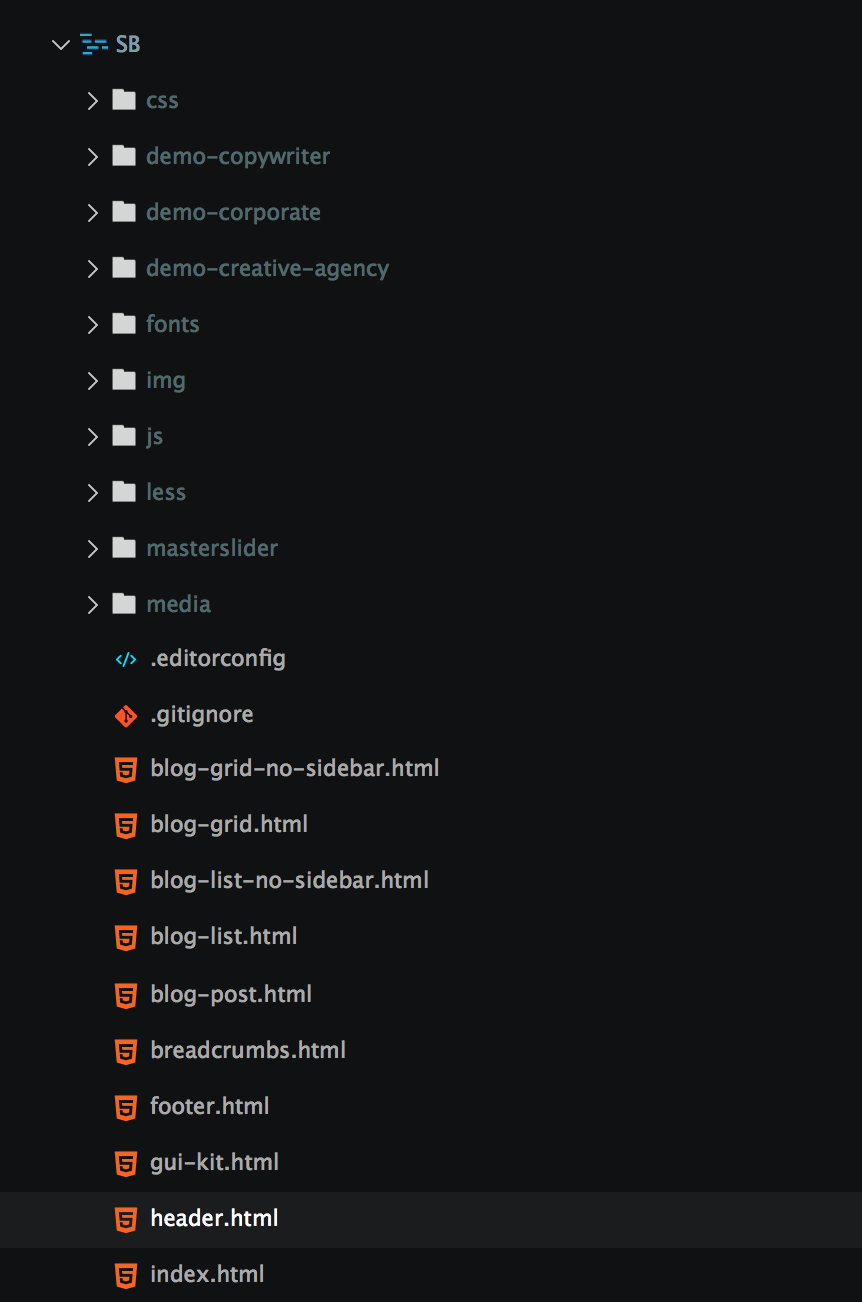 SB
css
demo-copywriter
demo-corporate
demo-creative-agency
fonts
img
js
less
masterslider
media
.editorconfig
.gitignore
blog-grid-no-sidebar.html
blog-grid.html
blog-list-no-sidebar.html
blog-list.html
blog-post.html
breadcrumbs.html
footer.html
gui-kit.html
header.html
index.html